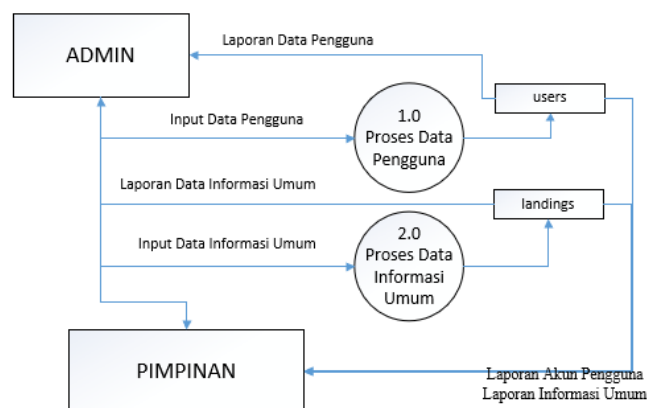 Laporan Data Pengguna
ADMIN
users
Input Data Pengguna
1.0
Proses Data
Pengguna
Laporan Data Informasi Umum
landings
Input Data Informasi Umum
2.0
Proses Data
Informasi
Umum
PIMPINAN
Laporan Akun Pengguna
Laporan Informasi Umum